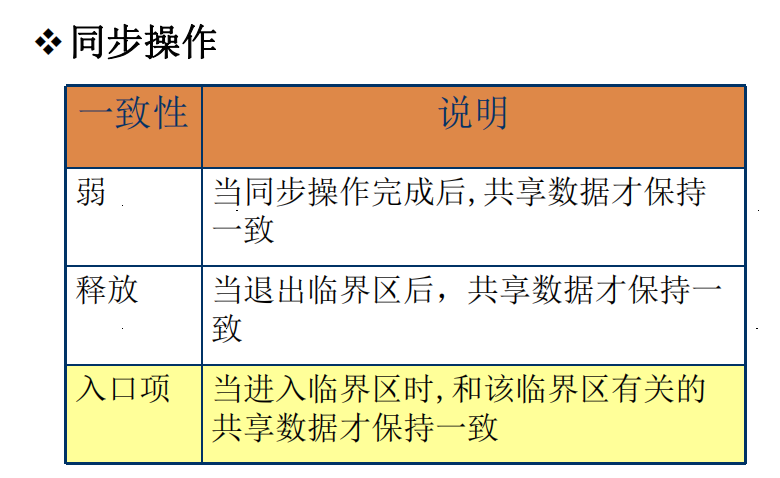 ❖ 同步操作
一致性 说明
弱 当同步操作完成后,共享数据才保持
一致
释放 当退出临界区后，共享数据才保持一
致
入口项 当进入临界区时,和该临界区有关的
共享数据才保持一致